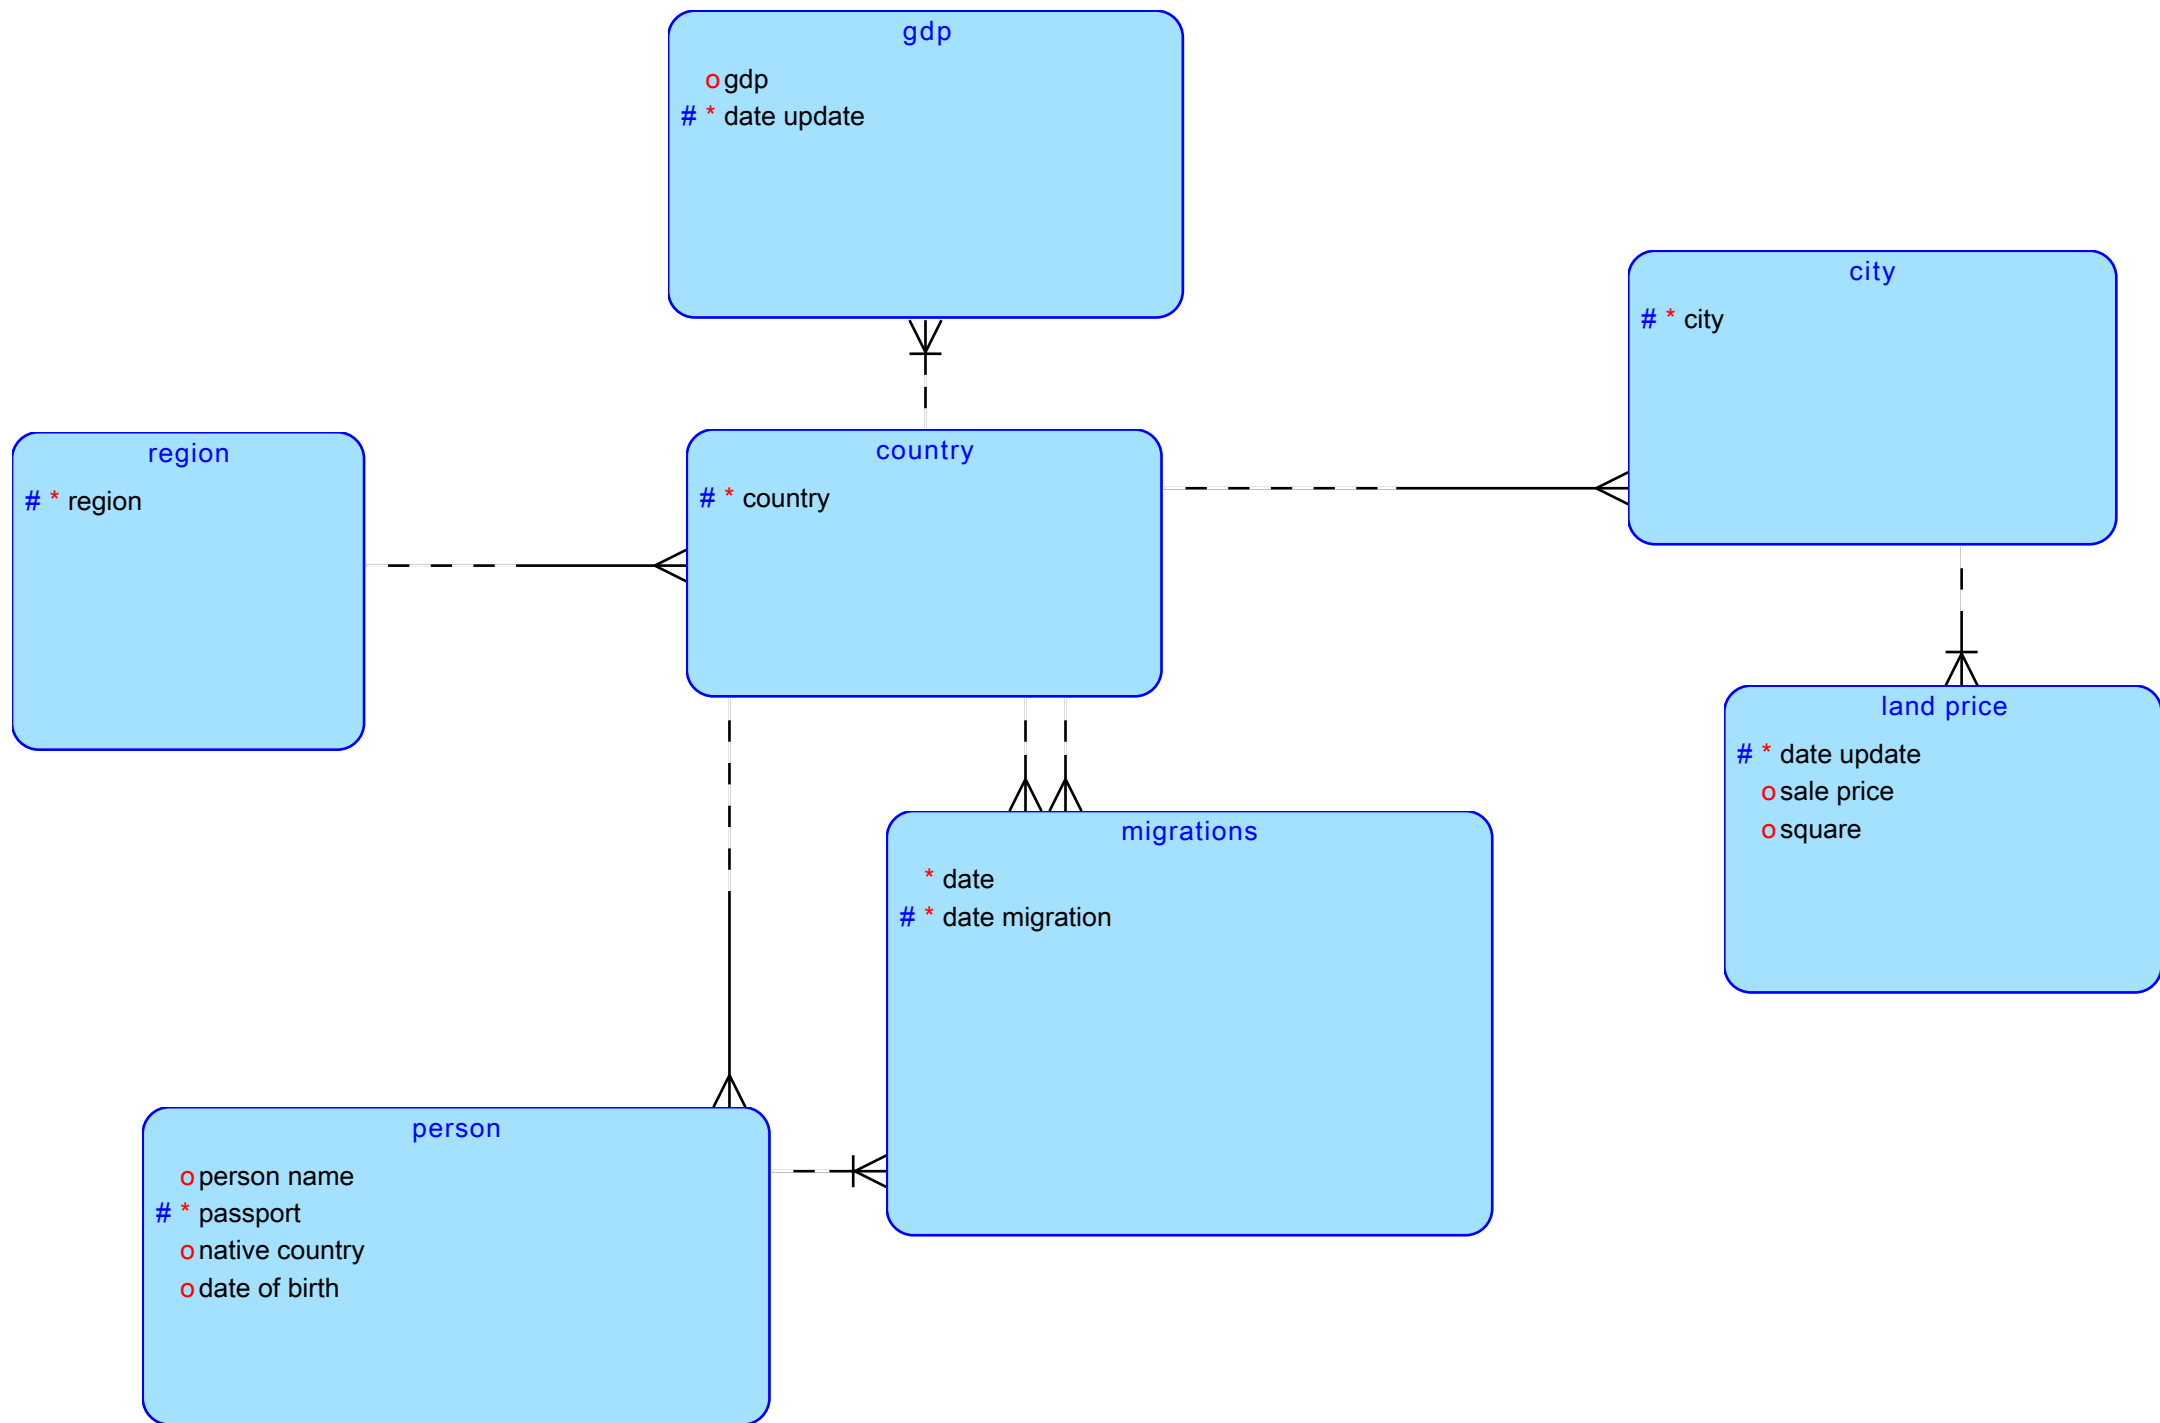 gdp
o gdp
# * date update
city
# * city
region
# * region
country
# * country
land price
# * date update
o sale price
o square
migrations
* date
# * date migration
person
o person name
# * passport
o native country
o date of birth